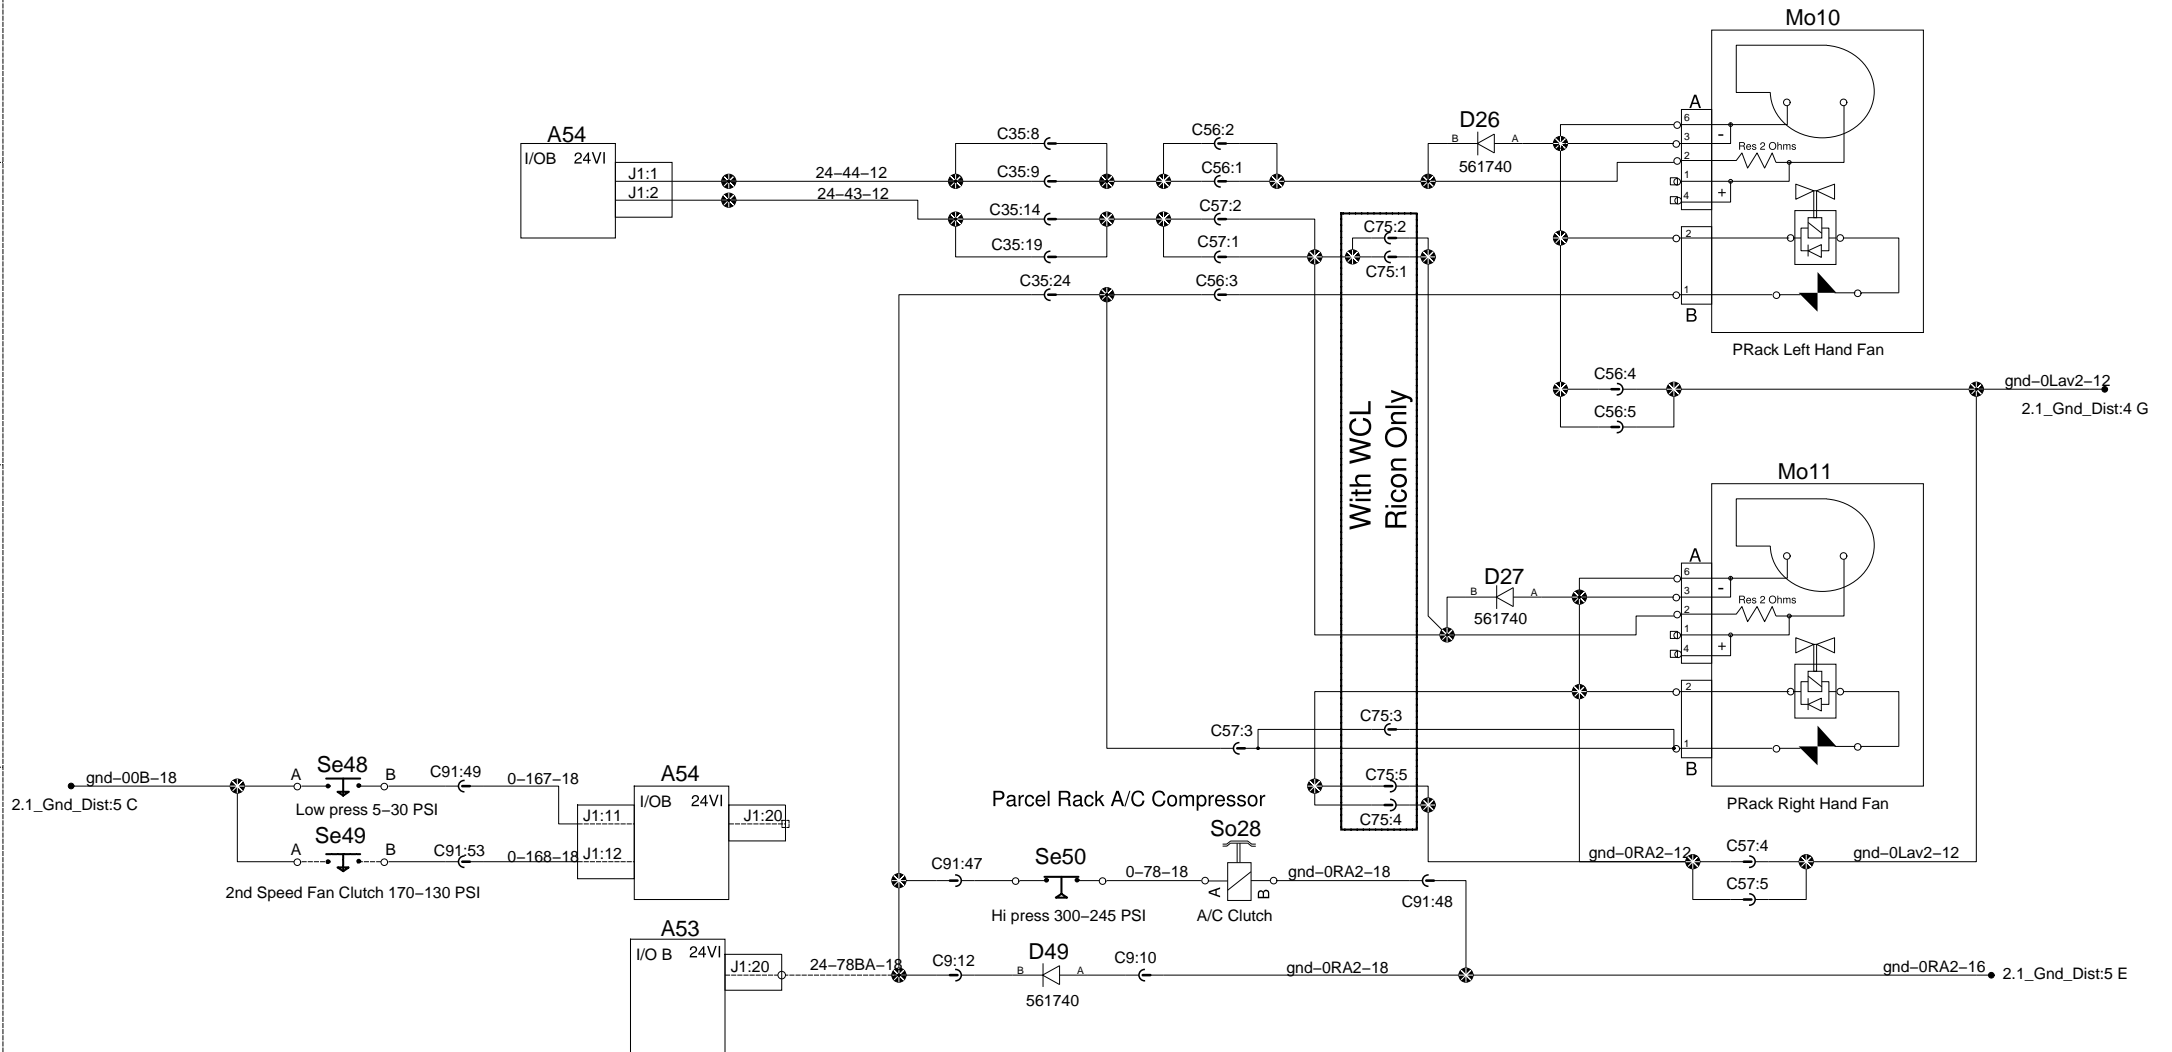 Mo10
A
6
3
2
1
4
-
+
Res 2 Ohms
2
1
B
PRack Left Hand Fan
A54
I/OB 24VI
J1:1
J1:2
24–44–12
24–43–12
C35:8
C35:9
C35:14
C35:19
C35:24
C56:2
C56:1
C57:2
C57:1
C56:3
D26
B A
561740
C75:2
C75:1
With WCL
Ricon Only
C56:4
C56:5
gnd-0Lav2-12
2.1_Gnd_Dist:4 G
Mo11
A
6
3
2
1
4
-
+
Res 2 Ohms
2
1
B
PRack Right Hand Fan
D27
B A
561740
C57:3
C75:3
C75:5
C75:4
gnd-00B-18
2.1_Gnd_Dist:5 C
A Se48 B
Low press 5–30 PSI
C91:49
0–167–18
A Se49 B
2nd Speed Fan Clutch 170–130 PSI
C91:53
0–168–18
A54
I/OB 24VI
J1:11
J1:12
J1:20
Parcel Rack A/C Compressor
C91:47
Se50
Hi press 300–245 PSI
0–78–18
So28
A
B
A/C Clutch
gnd-0RA2-18
C91:48
gnd-0RA2-12
C57:4
C57:5
gnd-0Lav2-12
A53
I/O B 24VI
J1:20
24–78BA–18
C9:12
D49
B A
561740
C9:10
gnd-0RA2-18
gnd-0RA2-16
2.1_Gnd_Dist:5 E